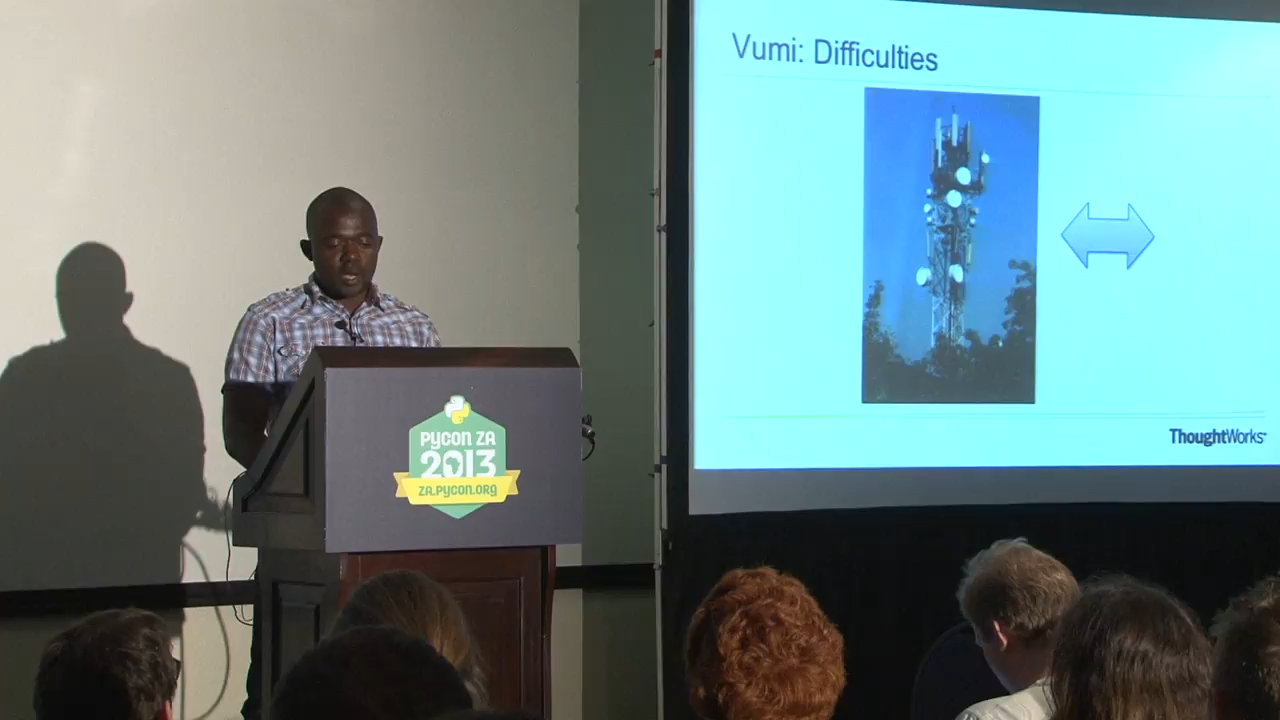 Vumi: Difficulties
ThoughtWorks
PYCON ZA
2013
ZA.PYCON.ORG